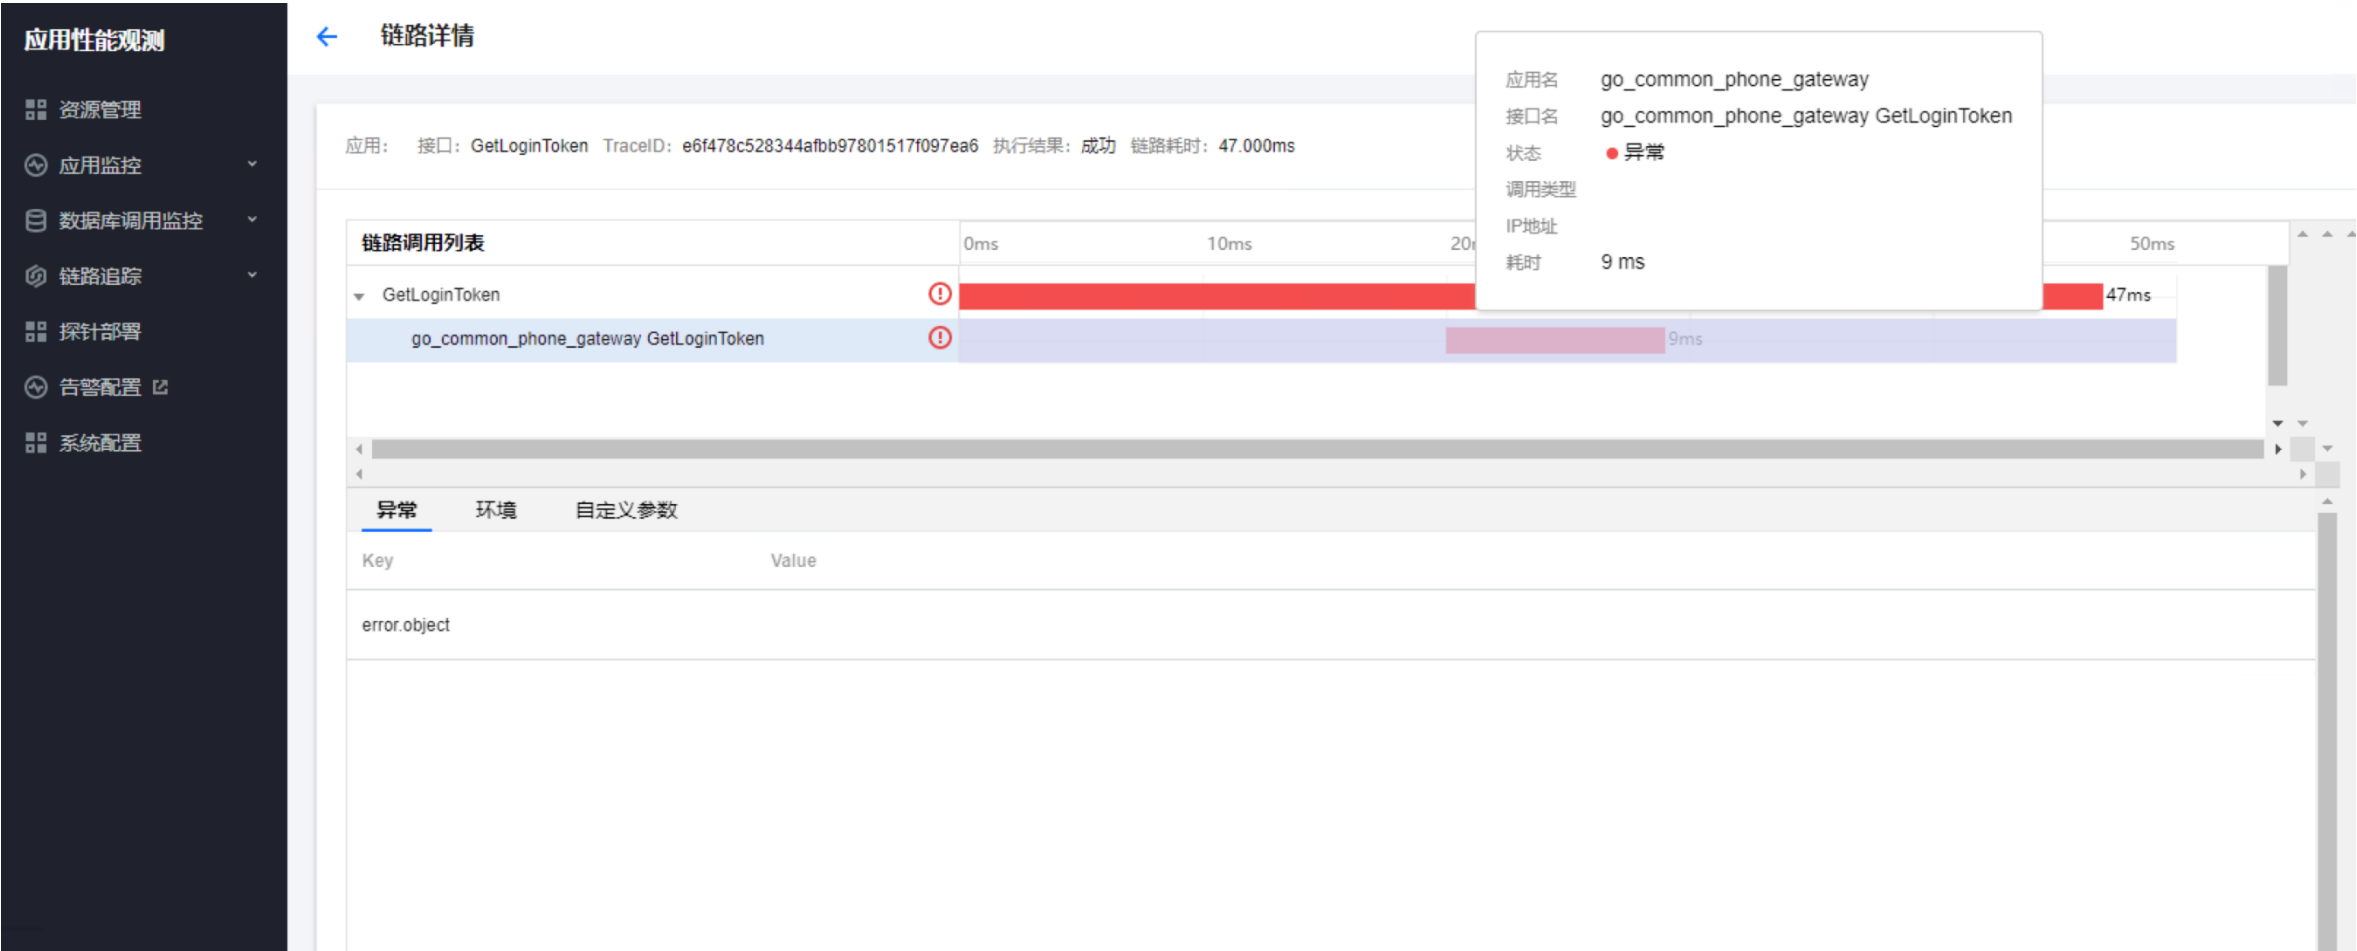 应用性能观测
资源管理
应用监控
数据库调用监控
链路追踪
探针部署
告警配置
系统配置
链路详情
应用： 接口：GetLoginToken TraceID：e6f478c528344afbb97801517f097ea6 执行结果：成功 链路耗时：47.000ms
应用名 go_common_phone_gateway
接口名 go_common_phone_gateway GetLoginToken
状态 异常
调用类型
IP地址
耗时 9 ms
链路调用列表 0ms 10ms 50ms
GetLoginToken 47ms
go_common_phone_gateway GetLoginToken 9ms
异常 环境 自定义参数
Key Value
error.object